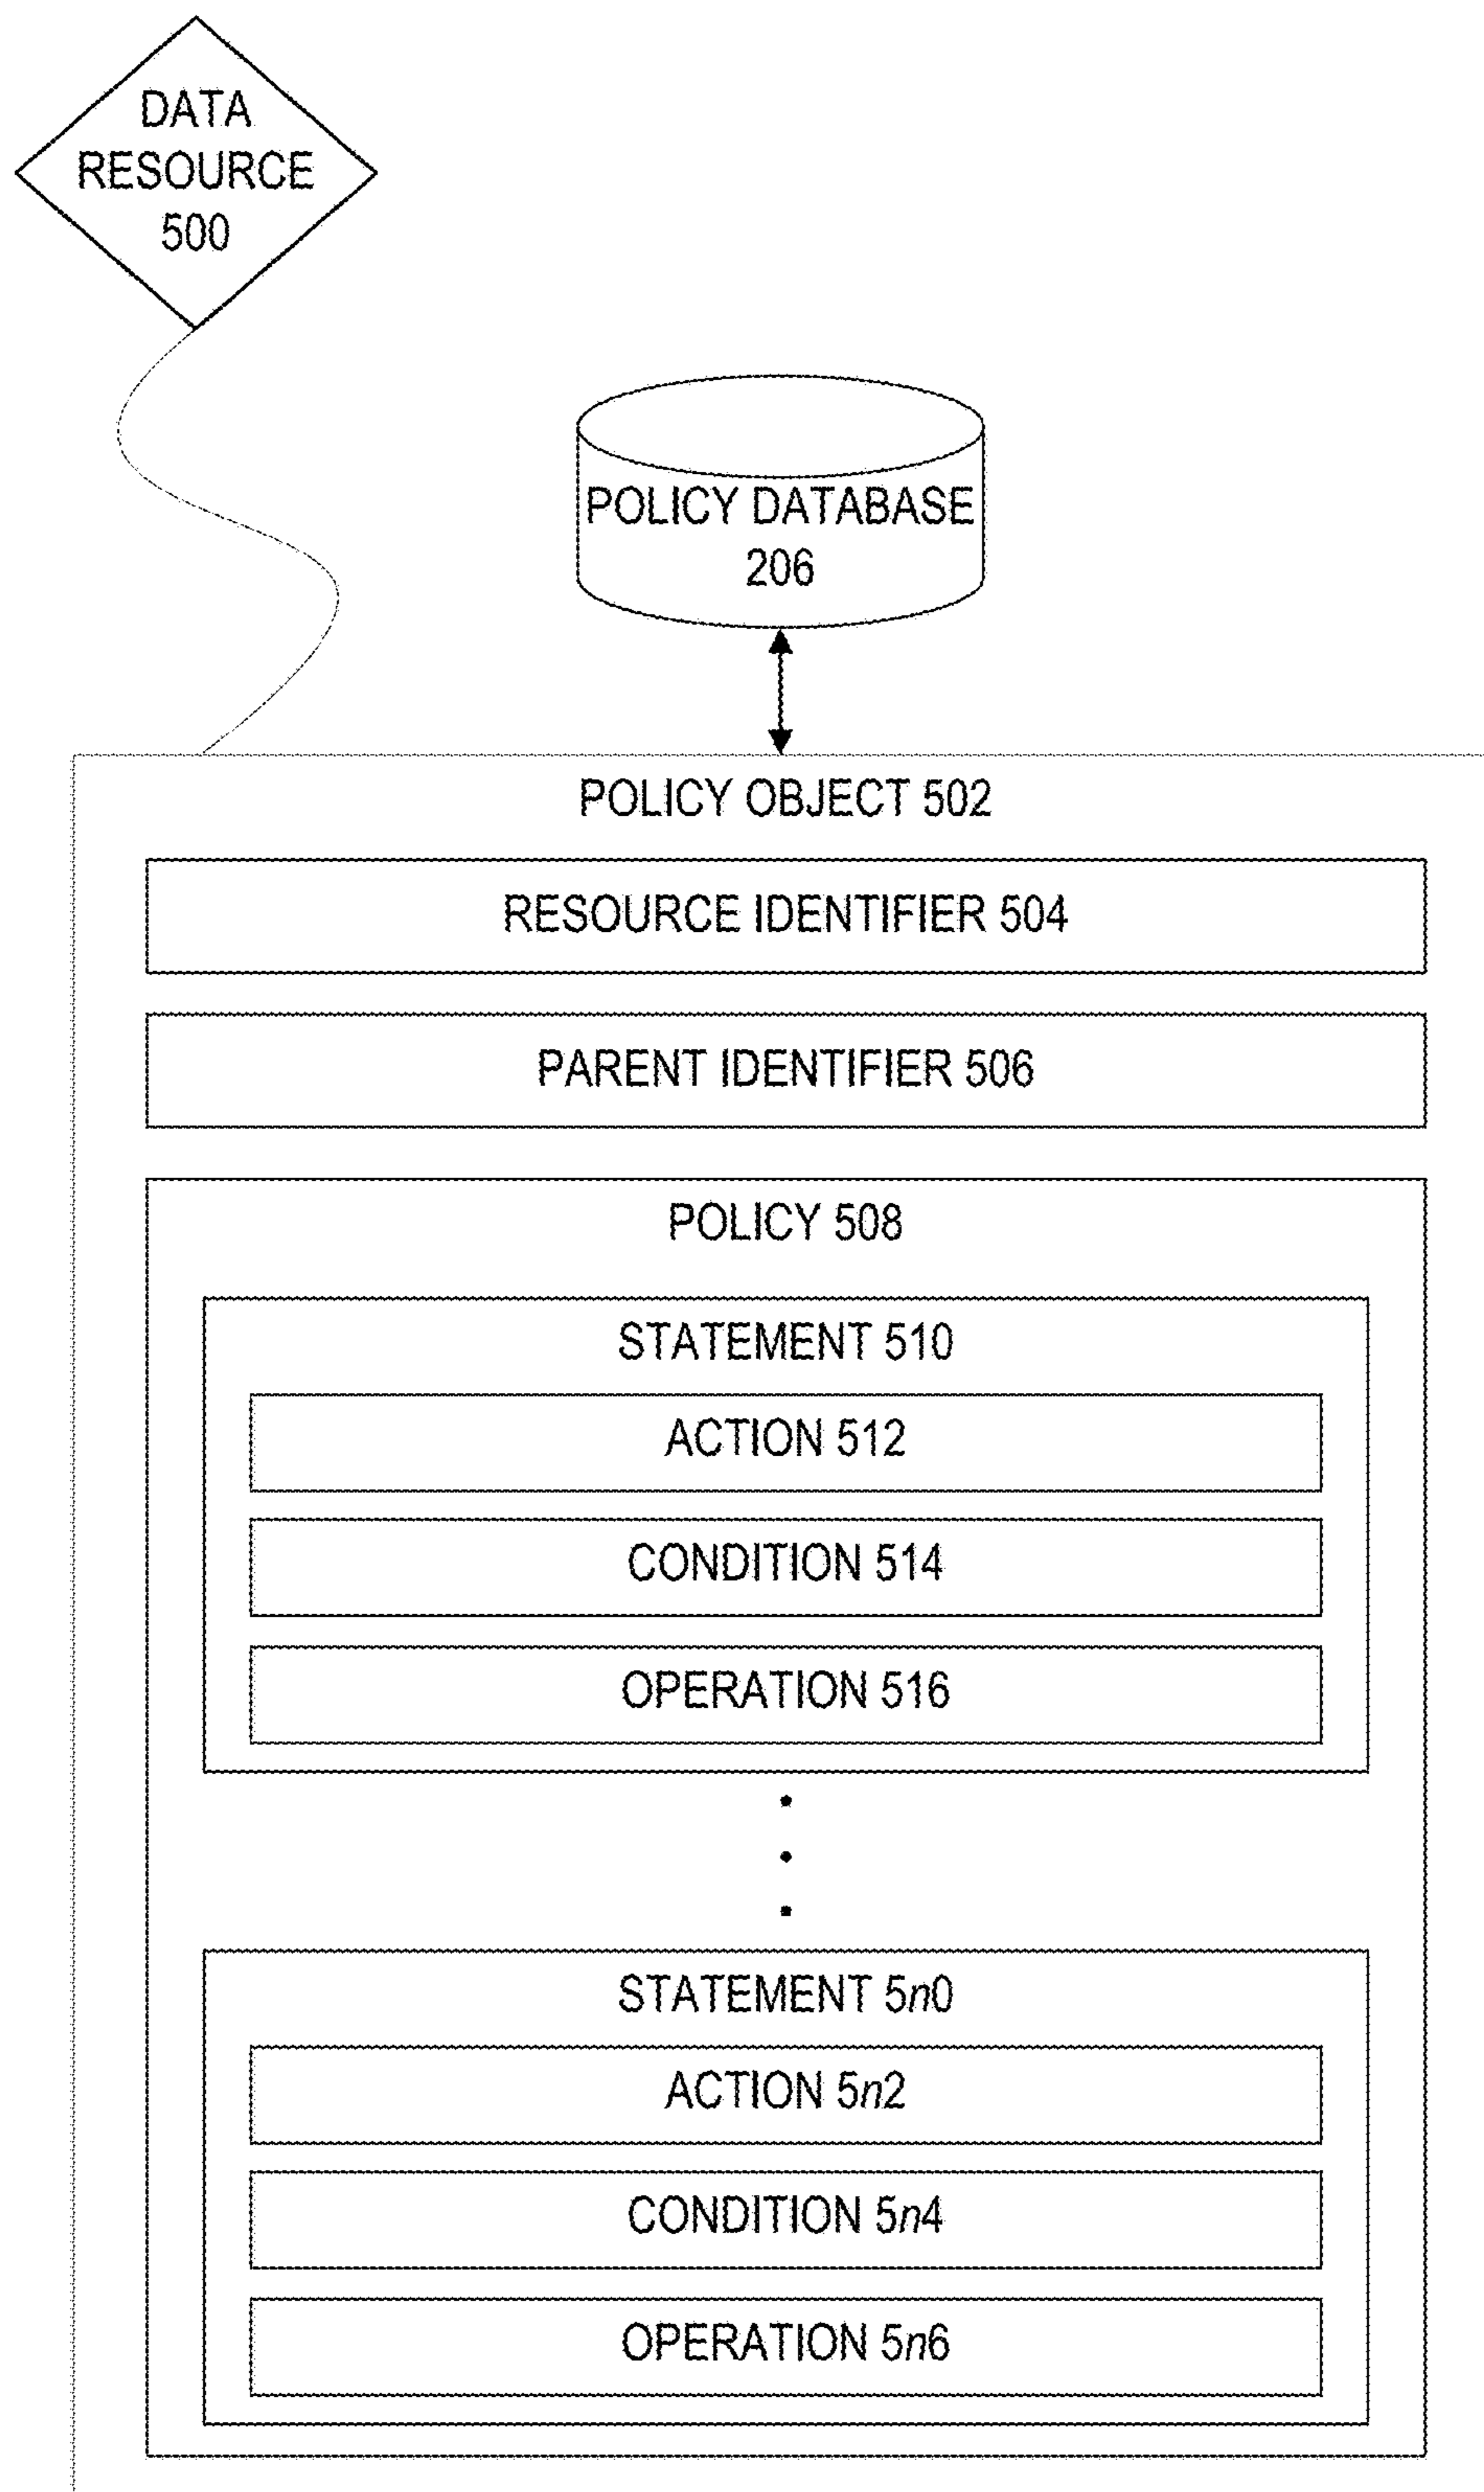 DATA
RESOURCE
500
POLICY DATABASE
206
POLICY OBJECT 502
RESOURCE IDENTIFIER 504
PARENT IDENTIFIER 506
POLICY 508
STATEMENT 510
ACTION 512
CONDITION 514
OPERATION 516
STATEMENT 5n0
ACTION 5n2
CONDITION 5n4
OPERATION 5n6